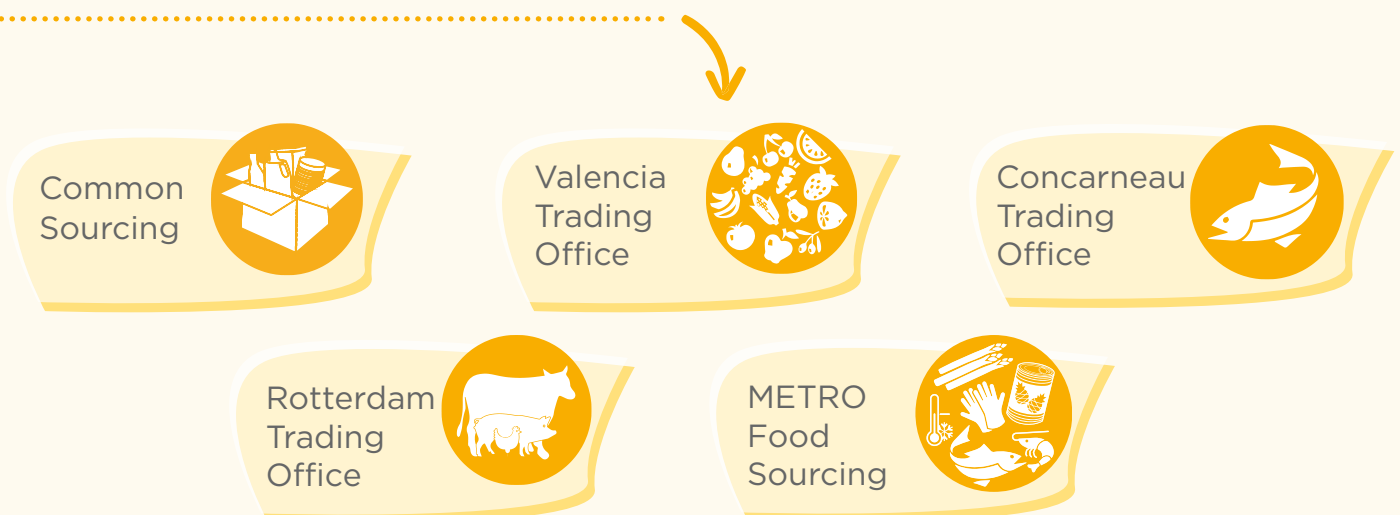 Common
Sourcing
Valencia
Trading
Office
Concarneau
Trading
Office
Rotterdam
Trading
Office
METRO
Food
Sourcing